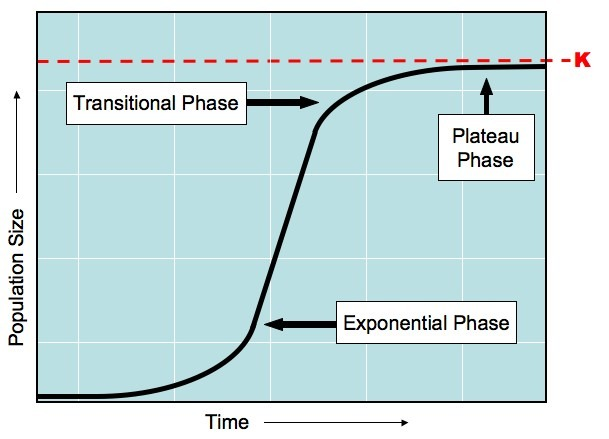 K
Transitional Phase
Plateau
Phase
Exponential Phase
Population Size
Time